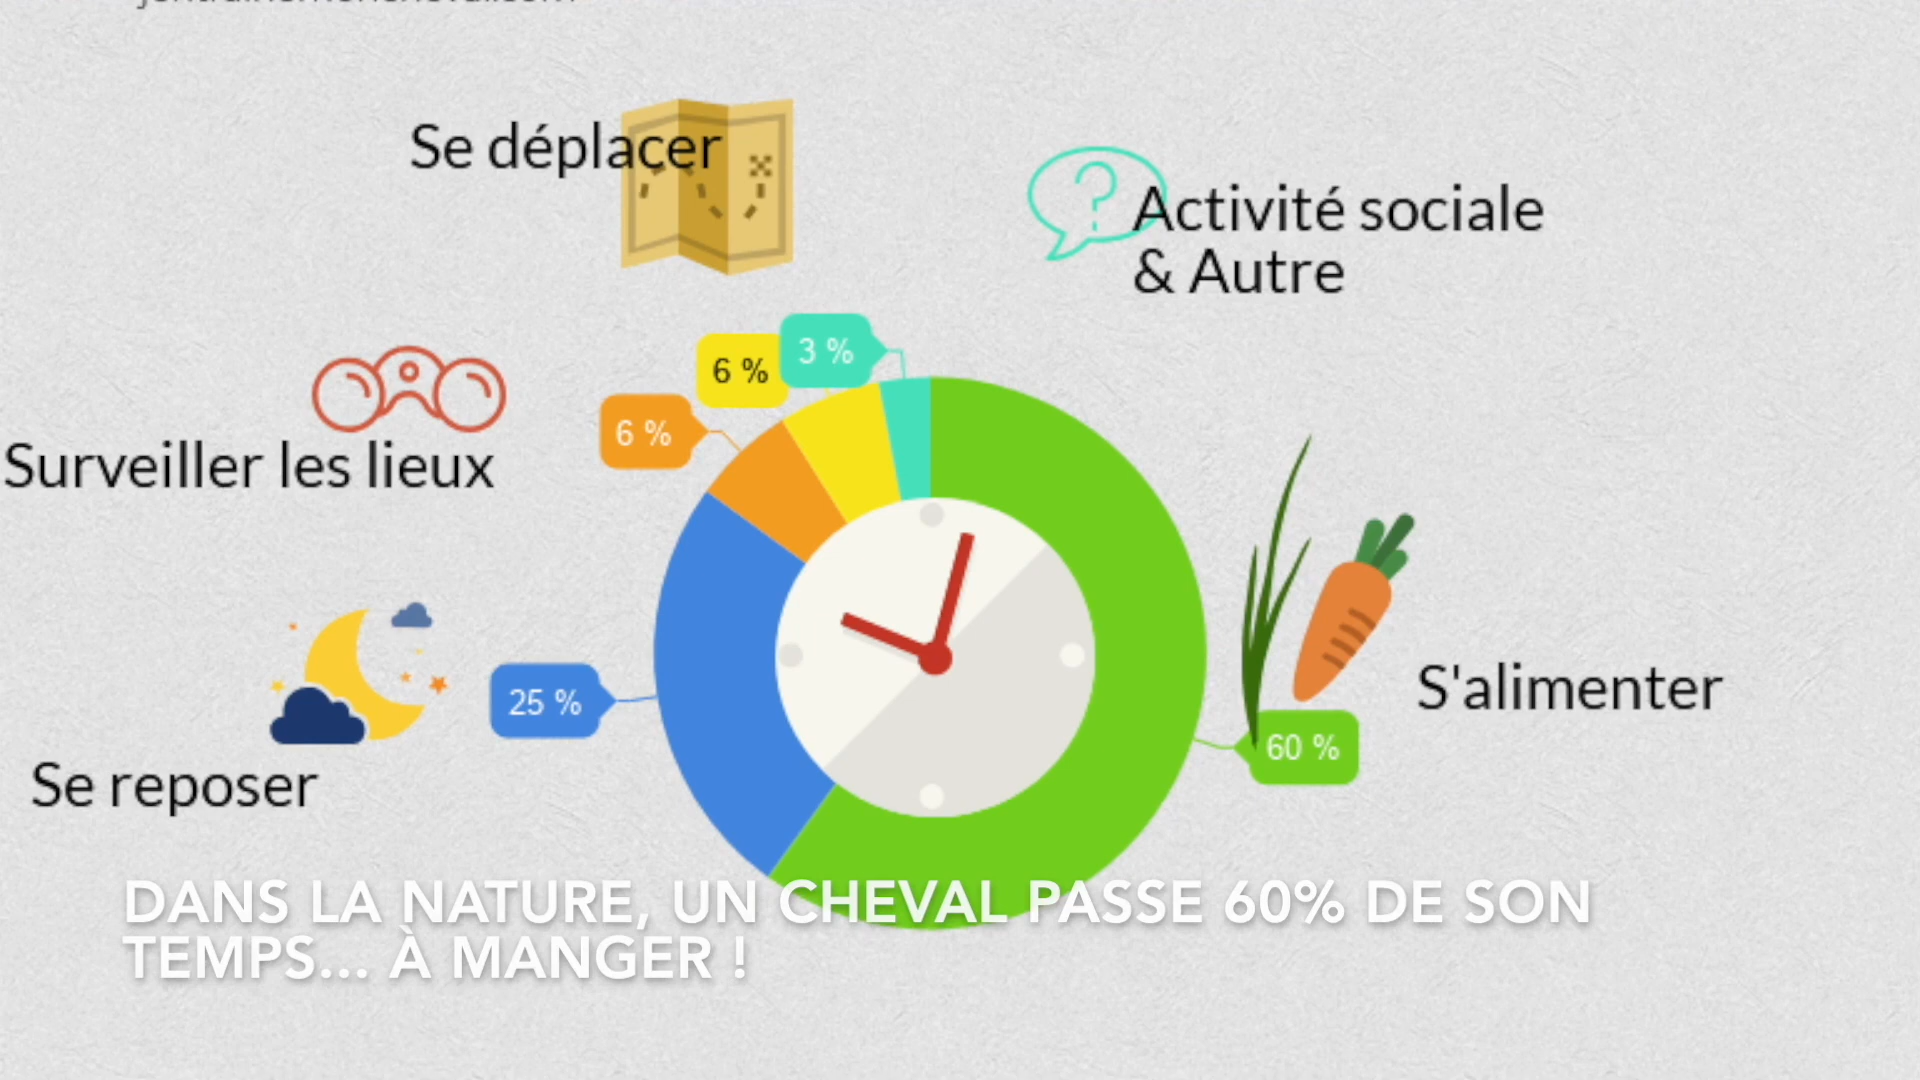 Se déplacer
Activité sociale
& Autre
3 %
6 %
6 %
Surveiller les lieux
S'alimenter
25 %
60 %
Se reposer
DANS LA NATURE, UN CHEVAL PASSE 60% DE SON
TEMPS... À MANGER !